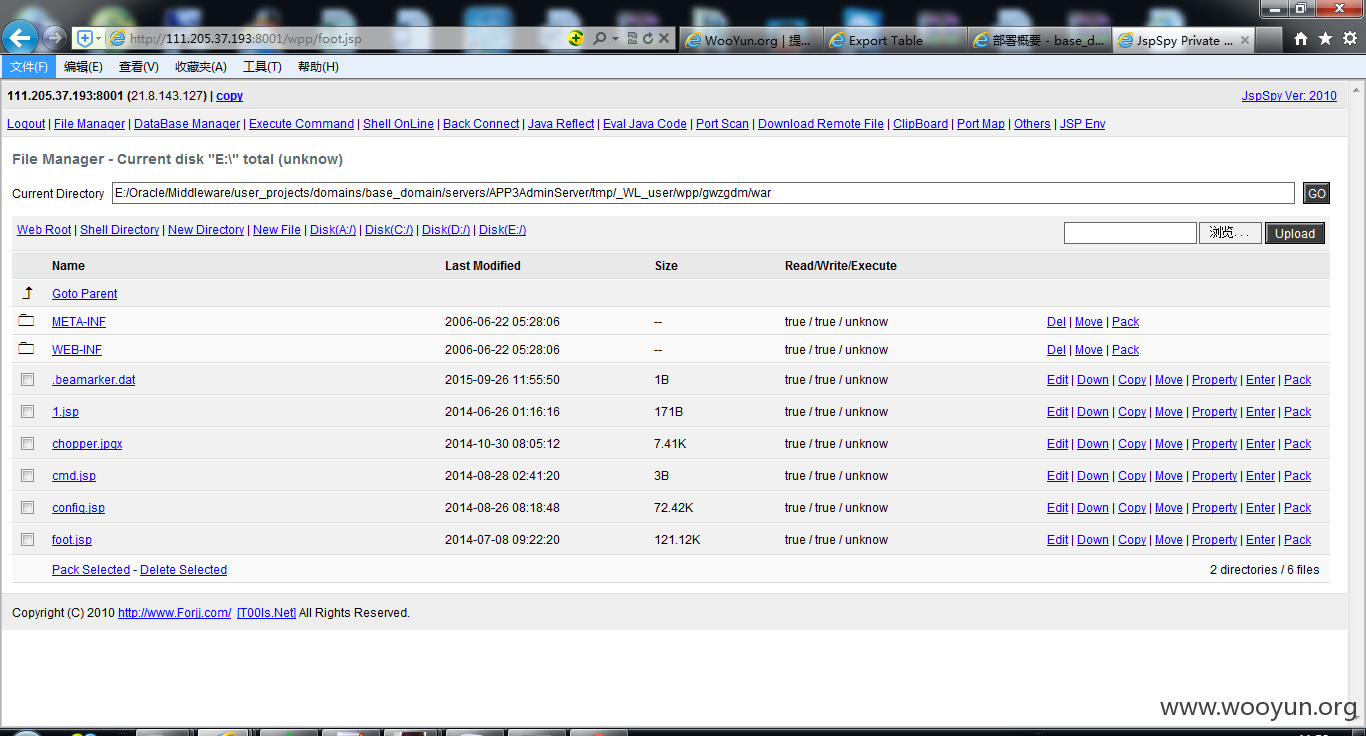 http://111.205.37.193:8001/wpp/foot.jsp WooYun.org | 提... Export Table 部署概要 - base_d... JspSpy Private ...
文件(F) 编辑(E) 查看(V) 收藏夹(A) 工具(T) 帮助(H)
111.205.37.193:8001 (21.8.143.127) | copy JspSpy Ver: 2010
Logout | File Manager | DataBase Manager | Execute Command | Shell OnLine | Back Connect | Java Reflect | Eval Java Code | Port Scan | Download Remote File | ClipBoard | Port Map | Others | JSP Env
File Manager - Current disk "E:\" total (unknow)
Current Directory E:/Oracle/Middleware/user_projects/domains/base_domain/servers/APP3AdminServer/tmp/_WL_user/wpp/gwzgdm/war GO
Web Root | Shell Directory | New Directory | New File | Disk(A:/) | Disk(C:/) | Disk(D:/) | Disk(E:/) 浏览... Upload
Name Last Modified Size Read/Write/Execute
Goto Parent
META-INF 2006-06-22 05:28:06 -- true / true / unknow Del | Move | Pack
WEB-INF 2006-06-22 05:28:06 -- true / true / unknow Del | Move | Pack
.beamarker.dat 2015-09-26 11:55:50 1B true / true / unknow Edit | Down | Copy | Move | Property | Enter | Pack
1.jsp 2014-06-26 01:16:16 171B true / true / unknow Edit | Down | Copy | Move | Property | Enter | Pack
chopper.jpgx 2014-10-30 08:05:12 7.41K true / true / unknow Edit | Down | Copy | Move | Property | Enter | Pack
cmd.jsp 2014-08-28 02:41:20 3B true / true / unknow Edit | Down | Copy | Move | Property | Enter | Pack
config.jsp 2014-08-26 08:18:48 72.42K true / true / unknow Edit | Down | Copy | Move | Property | Enter | Pack
foot.jsp 2014-07-08 09:22:20 121.12K true / true / unknow Edit | Down | Copy | Move | Property | Enter | Pack
Pack Selected - Delete Selected 2 directories / 6 files
Copyright (C) 2010 http://www.Forjj.com/ [T00ls.Net] All Rights Reserved.
www.wooyun.org